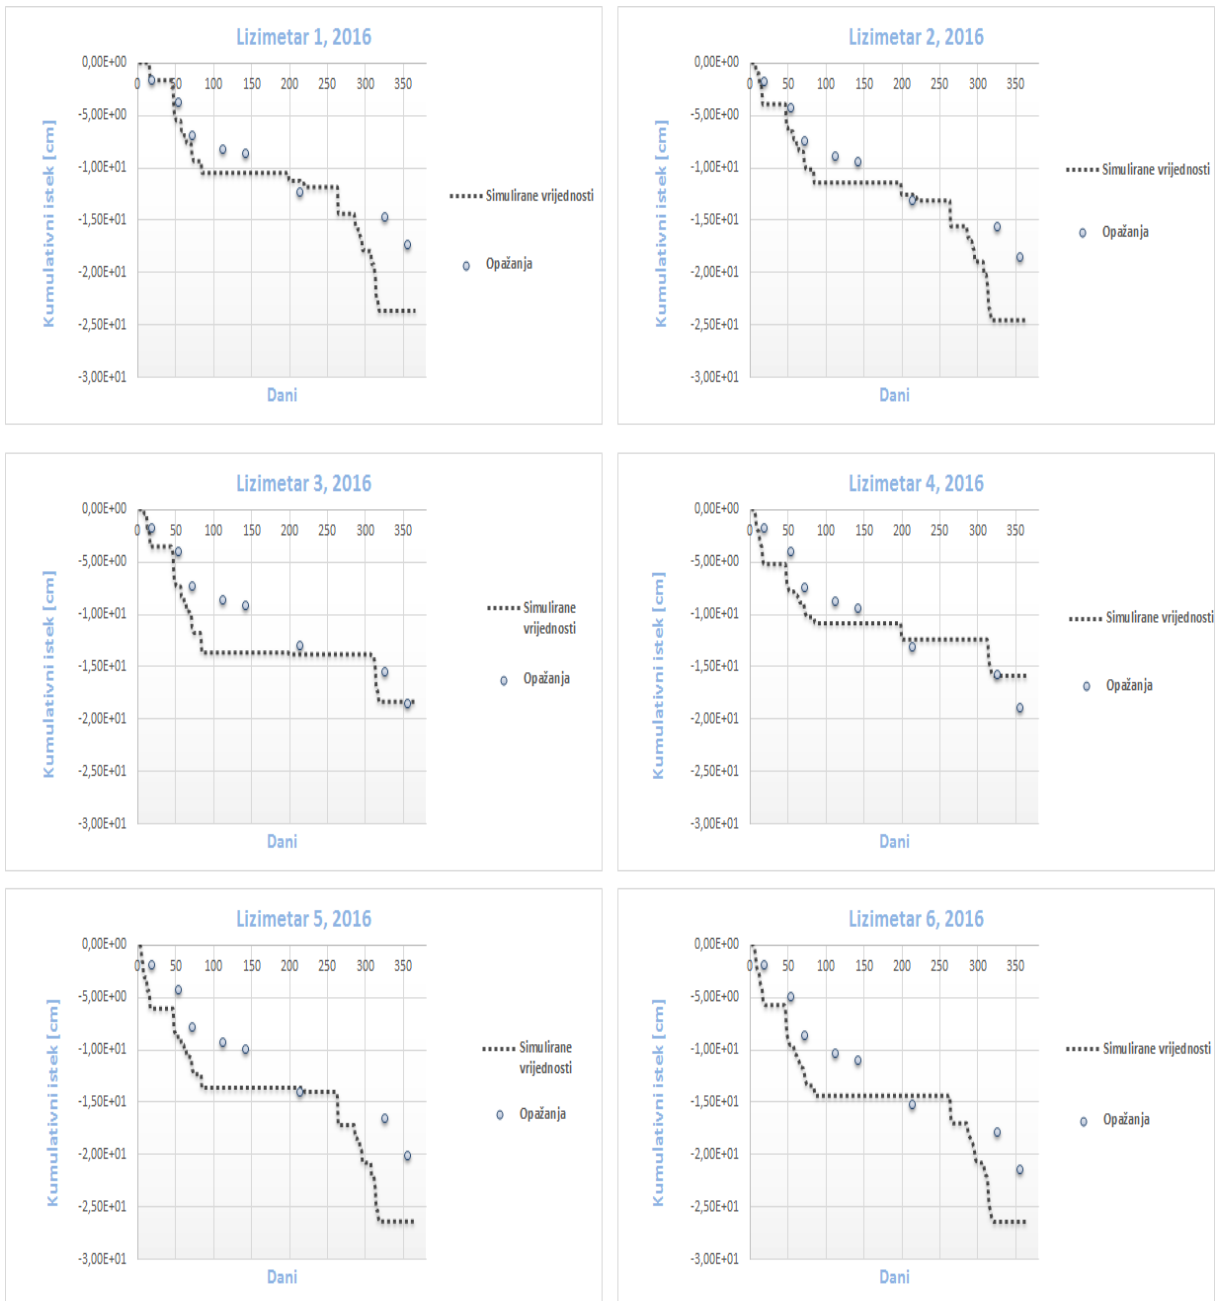 Lizimetar 1, 2016
0,00E+00
0 50 100 150 200 250 300 350
-5,00E+00
-1,00E+01
-1,50E+01
-2,00E+01
-2,50E+01
-3,00E+01
Kumulativni istek [cm]
Dani
Simulirane vrijednosti
Opažanja
Lizimetar 2, 2016
0,00E+00
0 50 100 150 200 250 300 350
-5,00E+00
-1,00E+01
-1,50E+01
-2,00E+01
-2,50E+01
-3,00E+01
Kumulativni istek [cm]
Dani
Simulirane vrijednosti
Opažanja
Lizimetar 3, 2016
0,00E+00
0 50 100 150 200 250 300 350
-5,00E+00
-1,00E+01
-1,50E+01
-2,00E+01
-2,50E+01
-3,00E+01
Kumulativni istek [cm]
Dani
Simulirane
vrijednosti
Opažanja
Lizimetar 4, 2016
0,00E+00
0 50 100 150 200 250 300 350
-5,00E+00
-1,00E+01
-1,50E+01
-2,00E+01
-2,50E+01
-3,00E+01
Kumulativni istek [cm]
Dani
Simulirane vrijednosti
Opažanja
Lizimetar 5, 2016
0,00E+00
0 50 100 150 200 250 300 350
-5,00E+00
-1,00E+01
-1,50E+01
-2,00E+01
-2,50E+01
-3,00E+01
Kumulativni istek [cm]
Dani
Simulirane
vrijednosti
Opažanja
Lizimetar 6, 2016
0,00E+00
0 50 100 150 200 250 300 350
-5,00E+00
-1,00E+01
-1,50E+01
-2,00E+01
-2,50E+01
-3,00E+01
Kumulativni istek [cm]
Dani
Simulirane vrijednosti
Opažanja